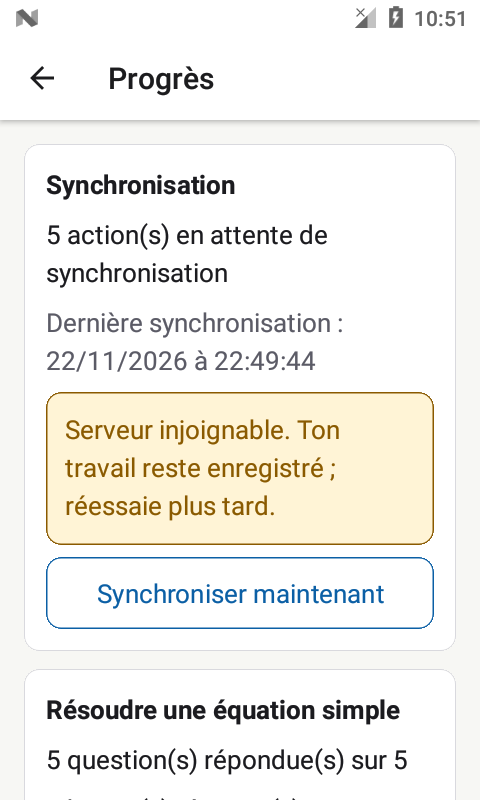 10:51
Progrès
Synchronisation
5 action(s) en attente de
synchronisation
Dernière synchronisation :
22/11/2026 à 22:49:44
Serveur injoignable. Ton
travail reste enregistré ;
réessaie plus tard.
Synchroniser maintenant
Résoudre une équation simple
5 question(s) répondue(s) sur 5